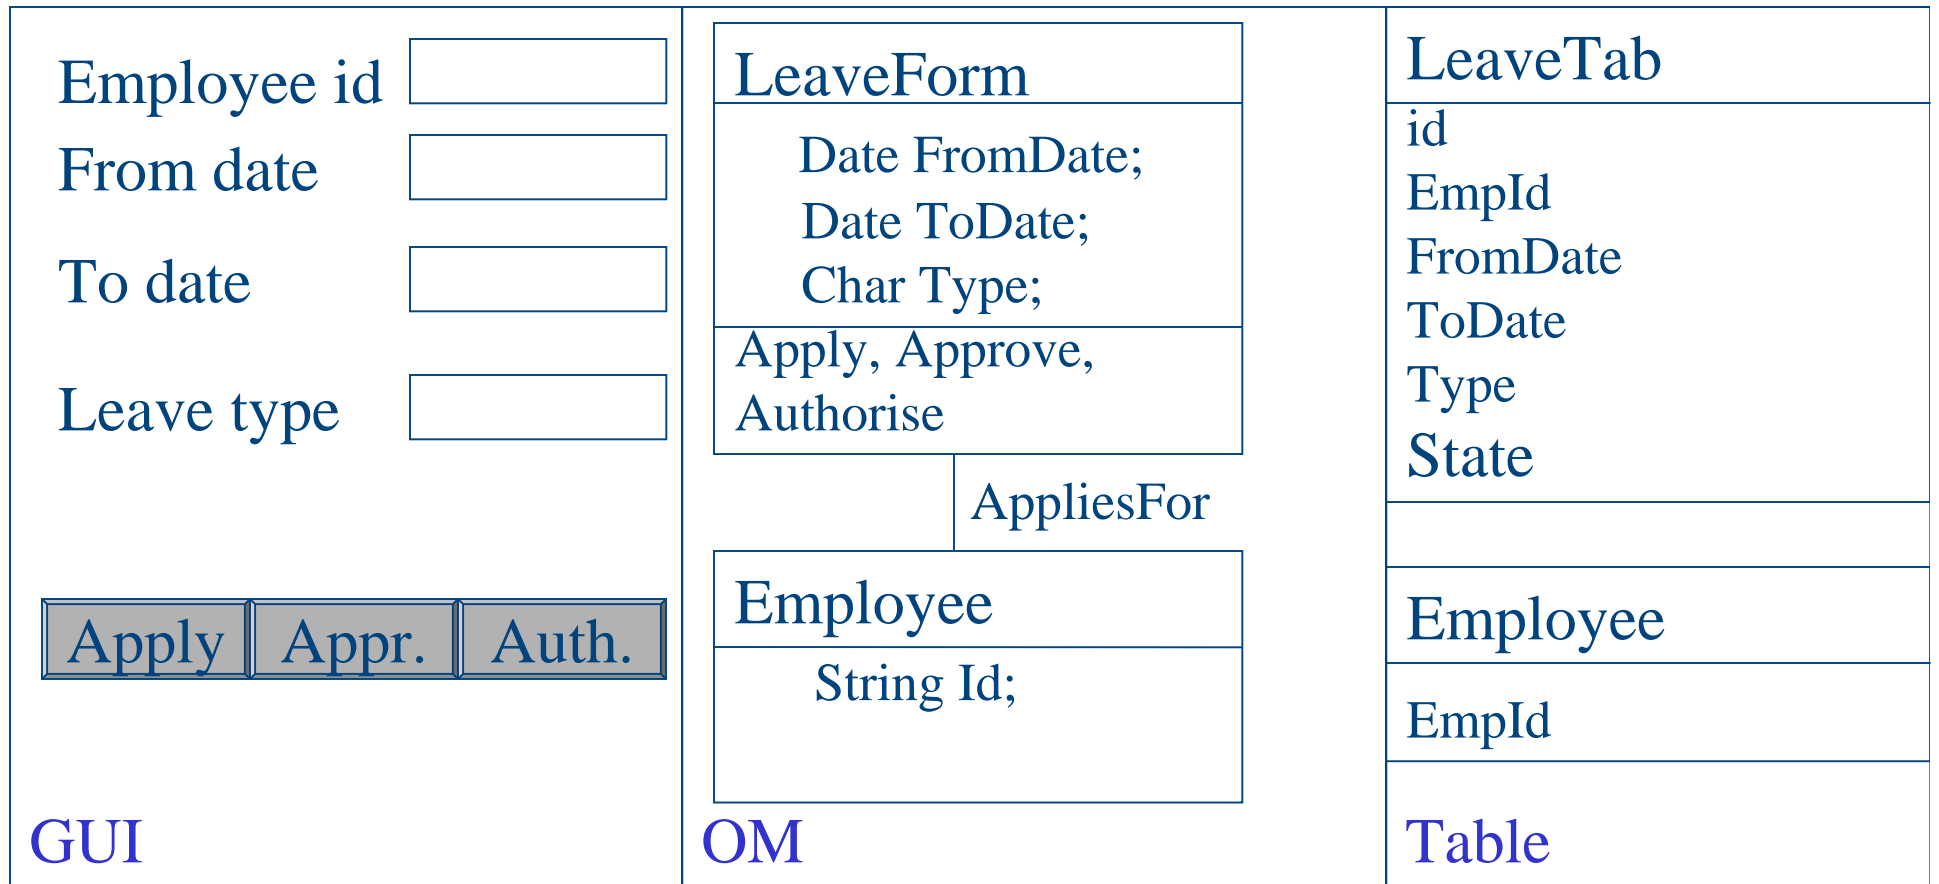 Employee id
From date
To date
Leave type
Apply
Appr.
Auth.
GUI
LeaveForm
Date FromDate;
Date ToDate;
Char Type;
Apply, Approve,
Authorise
AppliesFor
Employee
String Id;
OM
LeaveTab
id
EmpId
FromDate
ToDate
Type
State
Employee
EmpId
Table